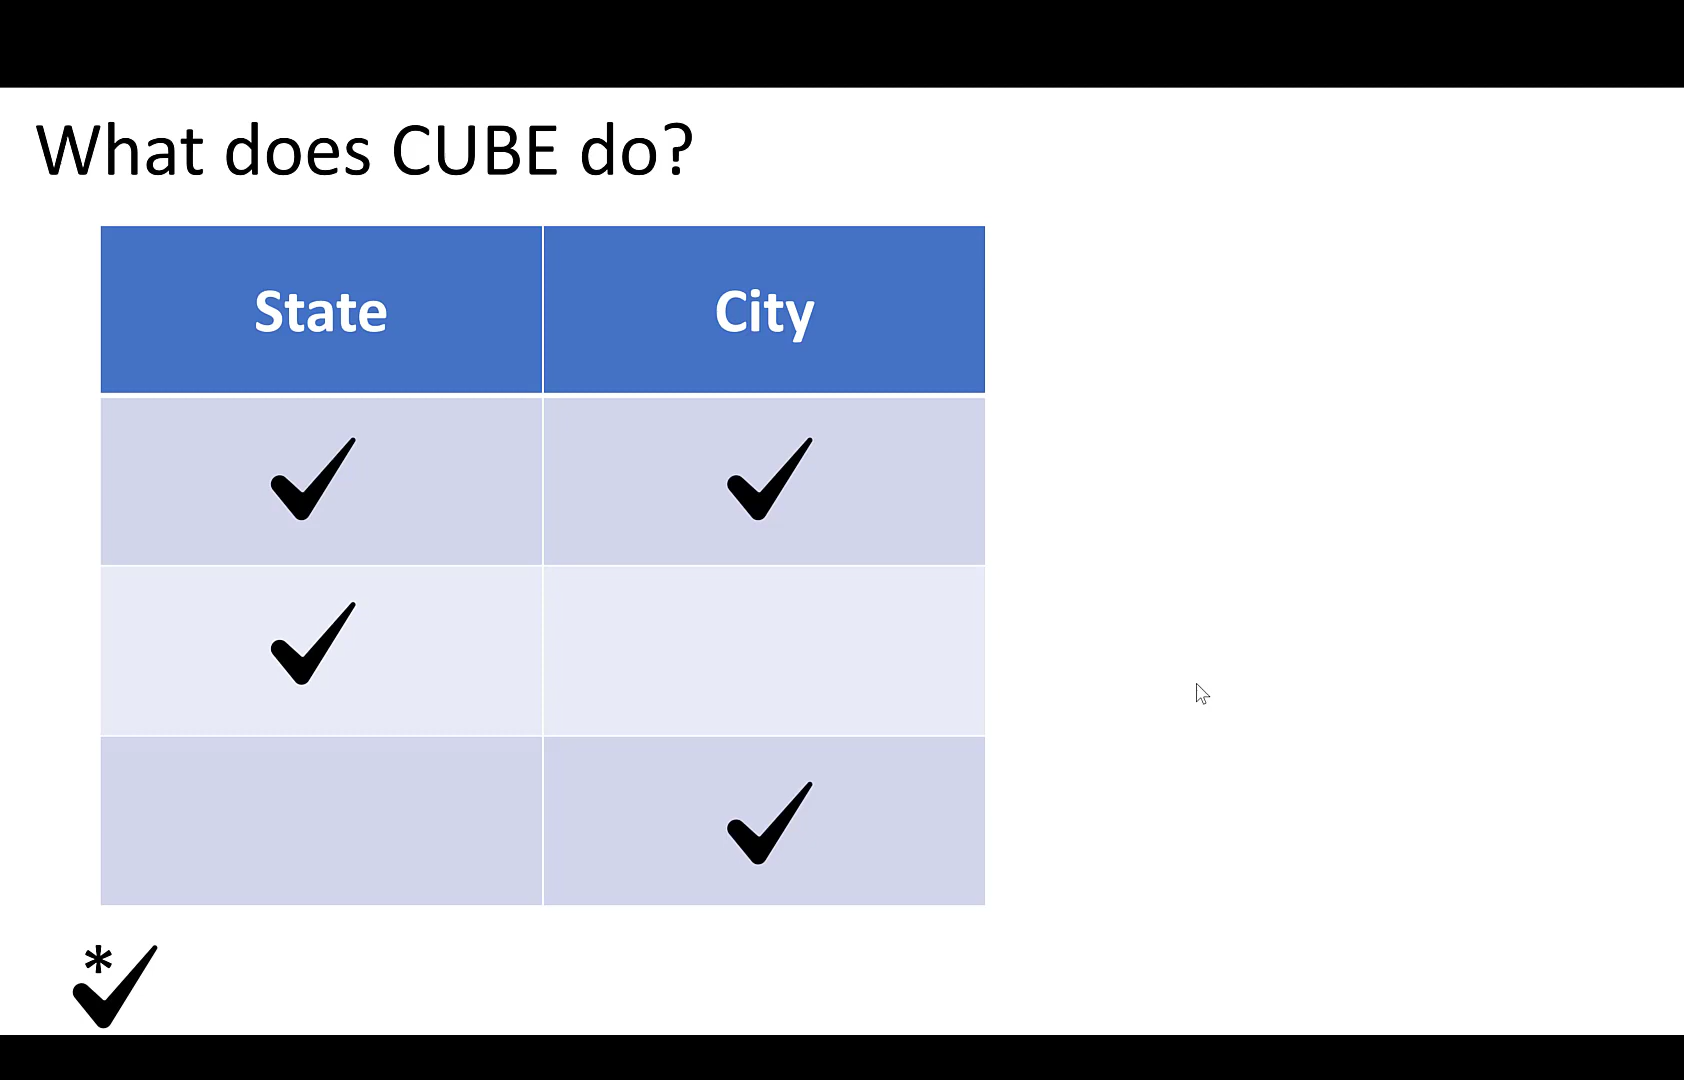 What does CUBE do?
State City
✔ ✔
✔
✔
*✔